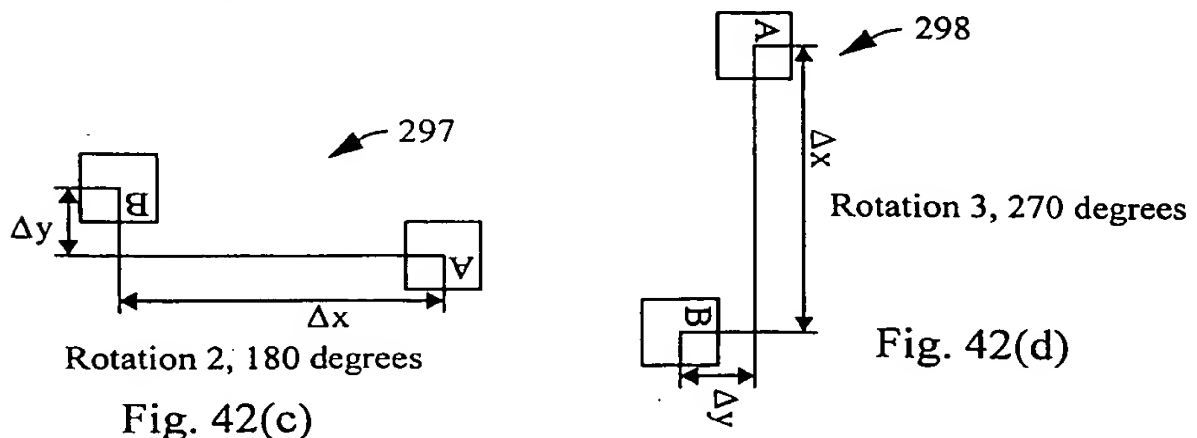 297
B
Δy
A
Δx
Rotation 2, 180 degrees
Fig. 42(c)
A
298
Δx
Rotation 3, 270 degrees
B
Δy
Fig. 42(d)